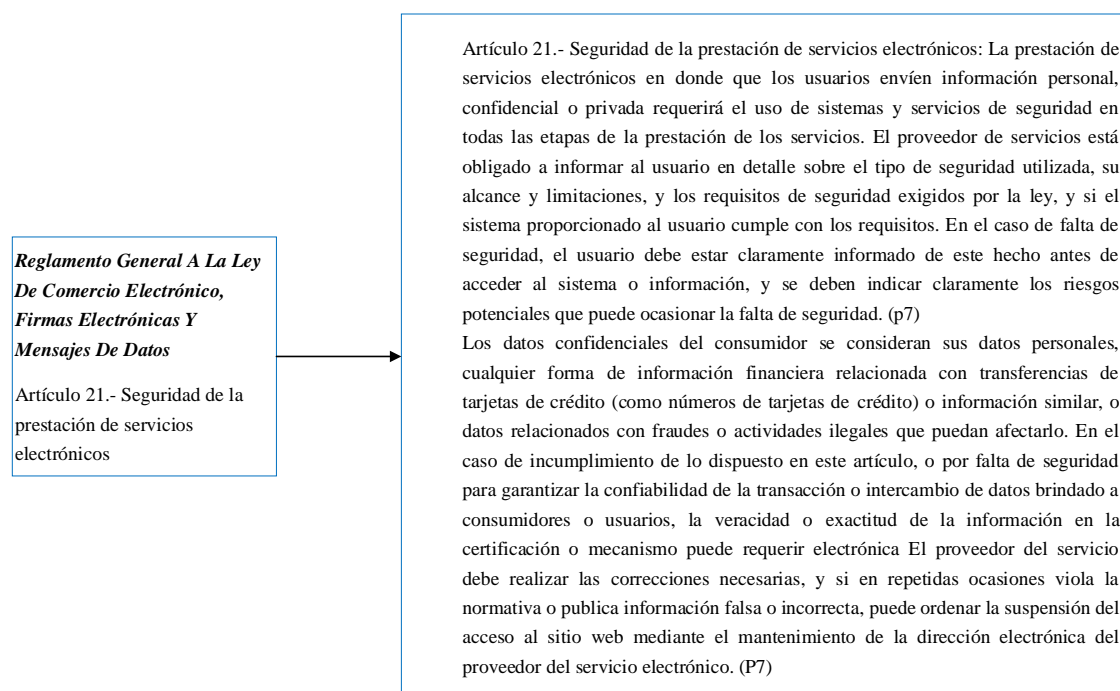 Reglamento General A La Ley
De Comercio Electrónico,
Firmas Electrónicas Y
Mensajes De Datos
Artículo 21.- Seguridad de la
prestación de servicios
electrónicos
Artículo 21.- Seguridad de la prestación de servicios electrónicos: La prestación de
servicios electrónicos en donde que los usuarios envíen información personal,
confidencial o privada requerirá el uso de sistemas y servicios de seguridad en
todas las etapas de la prestación de los servicios. El proveedor de servicios está
obligado a informar al usuario en detalle sobre el tipo de seguridad utilizada, su
alcance y limitaciones, y los requisitos de seguridad exigidos por la ley, y si el
sistema proporcionado al usuario cumple con los requisitos. En el caso de falta de
seguridad, el usuario debe estar claramente informado de este hecho antes de
acceder al sistema o información, y se deben indicar claramente los riesgos
potenciales que puede ocasionar la falta de seguridad. (p7)
Los datos confidenciales del consumidor se consideran sus datos personales,
cualquier forma de información financiera relacionada con transferencias de
tarjetas de crédito (como números de tarjetas de crédito) o información similar, o
datos relacionados con fraudes o actividades ilegales que puedan afectarlo. En el
caso de incumplimiento de lo dispuesto en este artículo, o por falta de seguridad
para garantizar la confiabilidad de la transacción o intercambio de datos brindado a
consumidores o usuarios, la veracidad o exactitud de la información en la
certificación o mecanismo puede requerir electrónica El proveedor del servicio
debe realizar las correcciones necesarias, y si en repetidas ocasiones viola la
normativa o publica información falsa o incorrecta, puede ordenar la suspensión del
acceso al sitio web mediante el mantenimiento de la dirección electrónica del
proveedor del servicio electrónico. (P7)